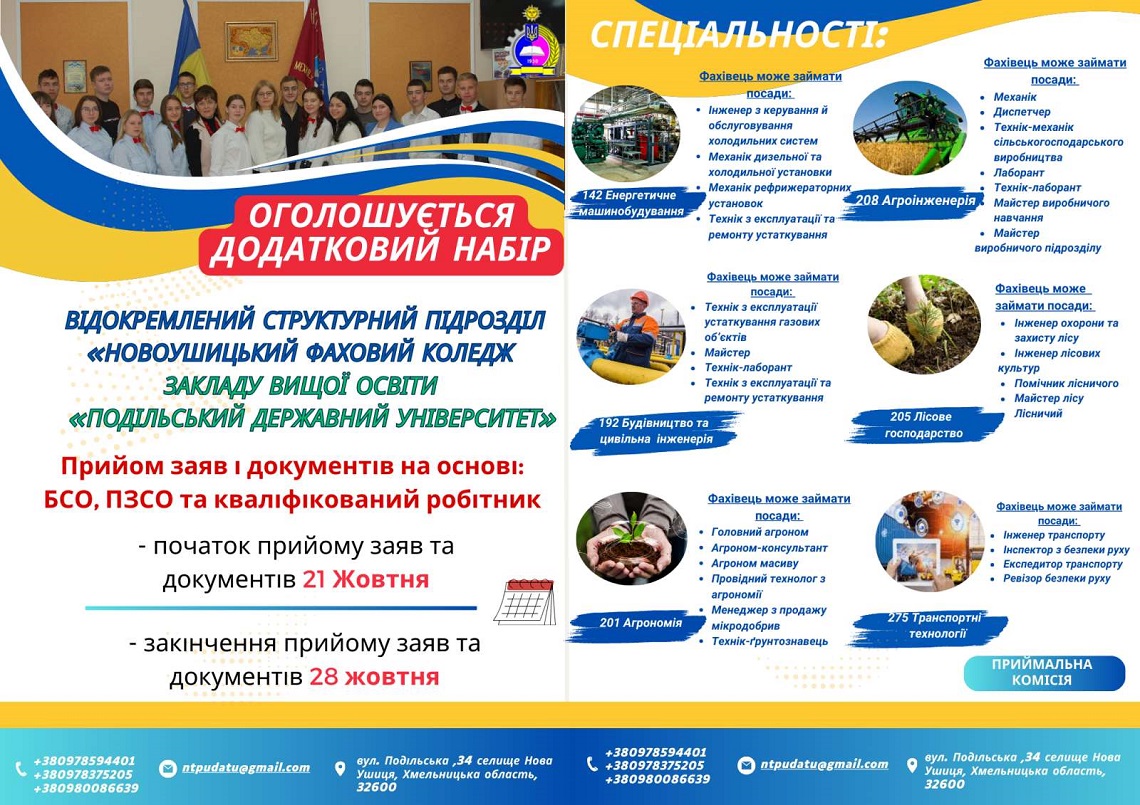 ОГОЛОШУЄТЬСЯ
ДОДАТКОВИЙ НАБІР
ВІДОКРЕМЛЕНИЙ СТРУКТУРНИЙ ПІДРОЗДІЛ
«НОВОУШИЦЬКИЙ ФАХОВИЙ КОЛЕДЖ
ЗАКЛАДУ ВИЩОЇ ОСВІТИ
«ПОДІЛЬСЬКИЙ ДЕРЖАВНИЙ УНІВЕРСИТЕТ»
Прийом заяв і документів на основі:
БСО, ПЗСО та кваліфікований робітник
- початок прийому заяв та
документів 21 Жовтня
- закінчення прийому заяв та
документів 28 жовтня
+380978594401
+380978375205
+380980086639
ntpudatu@gmail.com
вул. Подільська ,34 селище Нова
Ушиця, Хмельницька область,
32600
СПЕЦІАЛЬНОСТІ:
Фахівець може займати
посади:
• Інженер з керування й
обслуговування
холодильних систем
• Механік дизельної та
холодильної установки
• Механік рефрижераторних
установок
• Технік з експлуатації та
ремонту устаткування
142 Енергетичне
машинобудування
Фахівець може займати
посади:
• Механік
• Диспетчер
• Технік-механік
сільськогосподарського
виробництва
• Лаборант
• Технік-лаборант
• Майстер виробничого
навчання
• Майстер
виробничого підрозділу
208 Агроінженерія
Фахівець може займати
посади:
• Технік з експлуатації
устаткування газових
об’єктів
• Майстер
• Технік-лаборант
• Технік з експлуатації та
ремонту устаткування
192 Будівництво та
цивільна інженерія
Фахівець може
займати посади:
• Інженер охорони та
захисту лісу
• Інженер лісових
культур
• Помічник лісничого
• Майстер лісу
Лісничий
205 Лісове
господарство
Фахівець може займати
посади:
• Головний агроном
• Агроном-консультант
• Агроном масиву
• Провідний технолог з
агрономії
• Менеджер з продажу
мікродобрив
• Технік-ґрунтознавець
201 Агрономія
Фахівець може займати
посади:
• Інженер транспорту
• Інспектор з безпеки руху
• Експедитор транспорту
• Ревізор безпеки руху
275 Транспортні
технології
ПРИЙМАЛЬНА
КОМІСІЯ
+380978594401
+380978375205
+380980086639
ntpudatu@gmail.com
вул. Подільська ,34 селище Нова
Ушиця, Хмельницька область,
32600